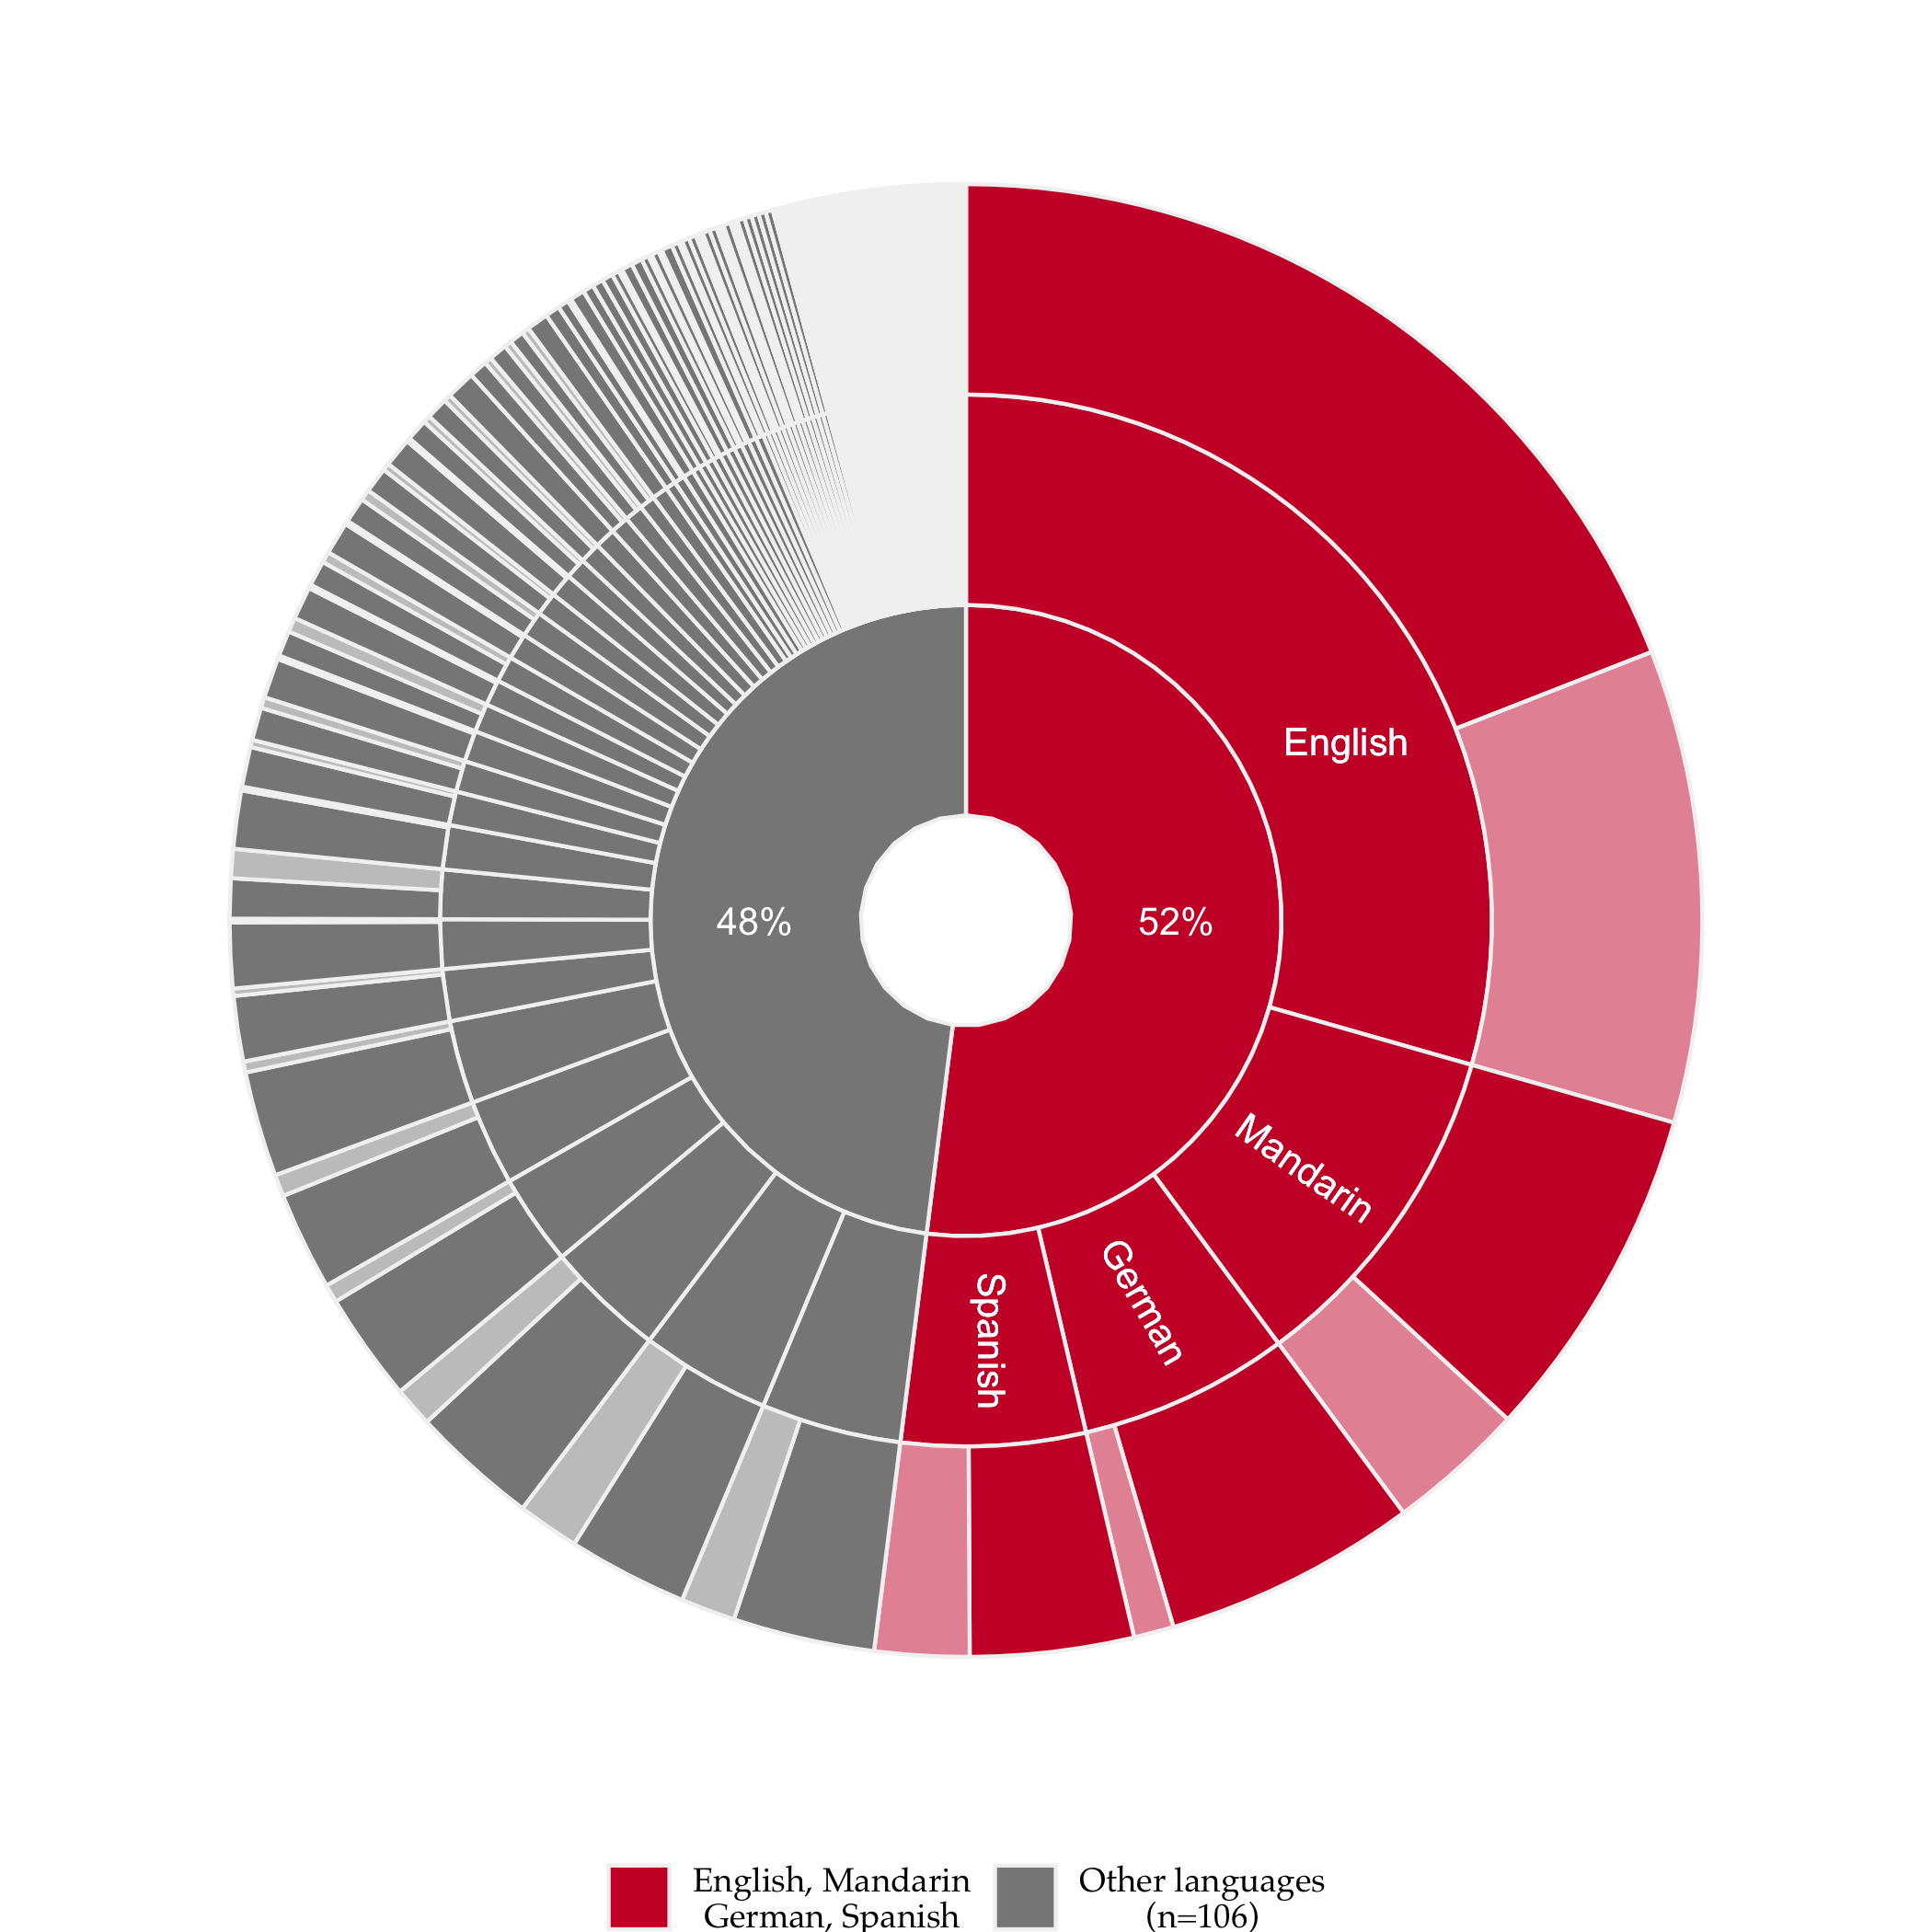 English
48%
52%
Mandarin
German
Spanish
English, Mandarin
German, Spanish
Other languages
(n=106)